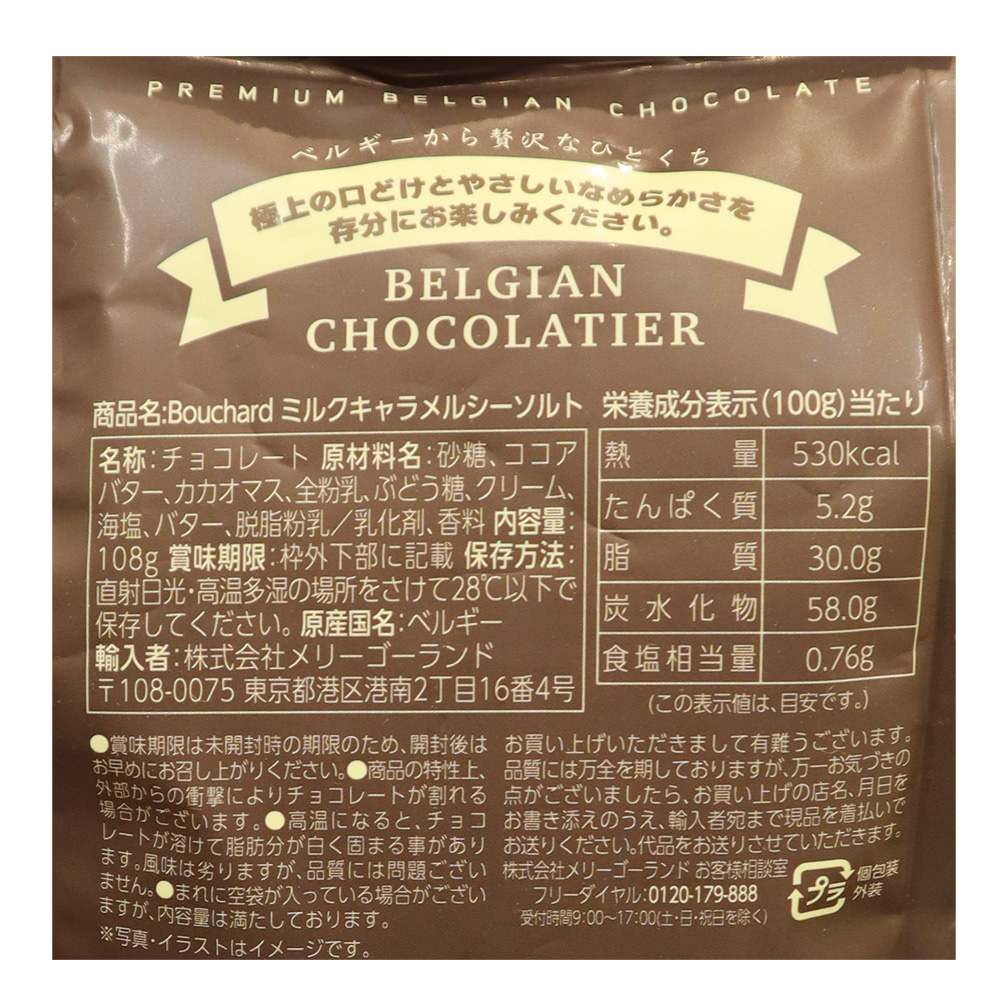 PREMIUM BELGIAN CHOCOLATE
ベルギーから贅沢なひとくち
極上の口どけとやさしいなめらかさを
存分にお楽しみください。
BELGIAN
CHOCOLATIER
商品名:Bouchard ミルクキャラメルシーソルト
名称:チョコレート 原材料名:砂糖、ココア
バター、カカオマス、全粉乳、ぶどう糖、クリーム、
海塩、バター、脱脂粉乳／乳化剤、香料 内容量:
108g 賞味期限:枠外下部に記載 保存方法:
直射日光・高温多湿の場所をさけて28℃以下で
保存してください。 原産国名:ベルギー
輸入者:株式会社メリーゴーランド
〒108-0075 東京都港区港南2丁目16番4号
栄養成分表示(100g)当たり
熱量 530kcal
たんぱく質 5.2g
脂質 30.0g
炭水化物 58.0g
食塩相当量 0.76g
(この表示値は、目安です。)
●賞味期限は未開封時の期限のため、開封後は
お早めにお召し上がりください。●商品の特性上、
外部からの衝撃によりチョコレートが割れる
場合がございます。●高温になると、チョコ
レートが溶けて脂肪分が白く固まる事があり
ます。風味は劣りますが、品質には問題ござい
ません。●まれに空袋が入っている場合がござい
ますが、内容量は満たしております。
※写真・イラストはイメージです。
お買い上げいただきまして有難うございます。
品質には万全を期しておりますが、万一お気づきの
点がございましたら、お買い上げの店名、月日を
お書き添えのうえ、輸入者宛まで現品を着払いで
お送りください。代品をお送りさせていただきます。
株式会社メリーゴーランド お客様相談室
フリーダイヤル:0120-179-888
受付時間9:00〜17:00(土・日・祝日を除く)
プラ
個包装
外装